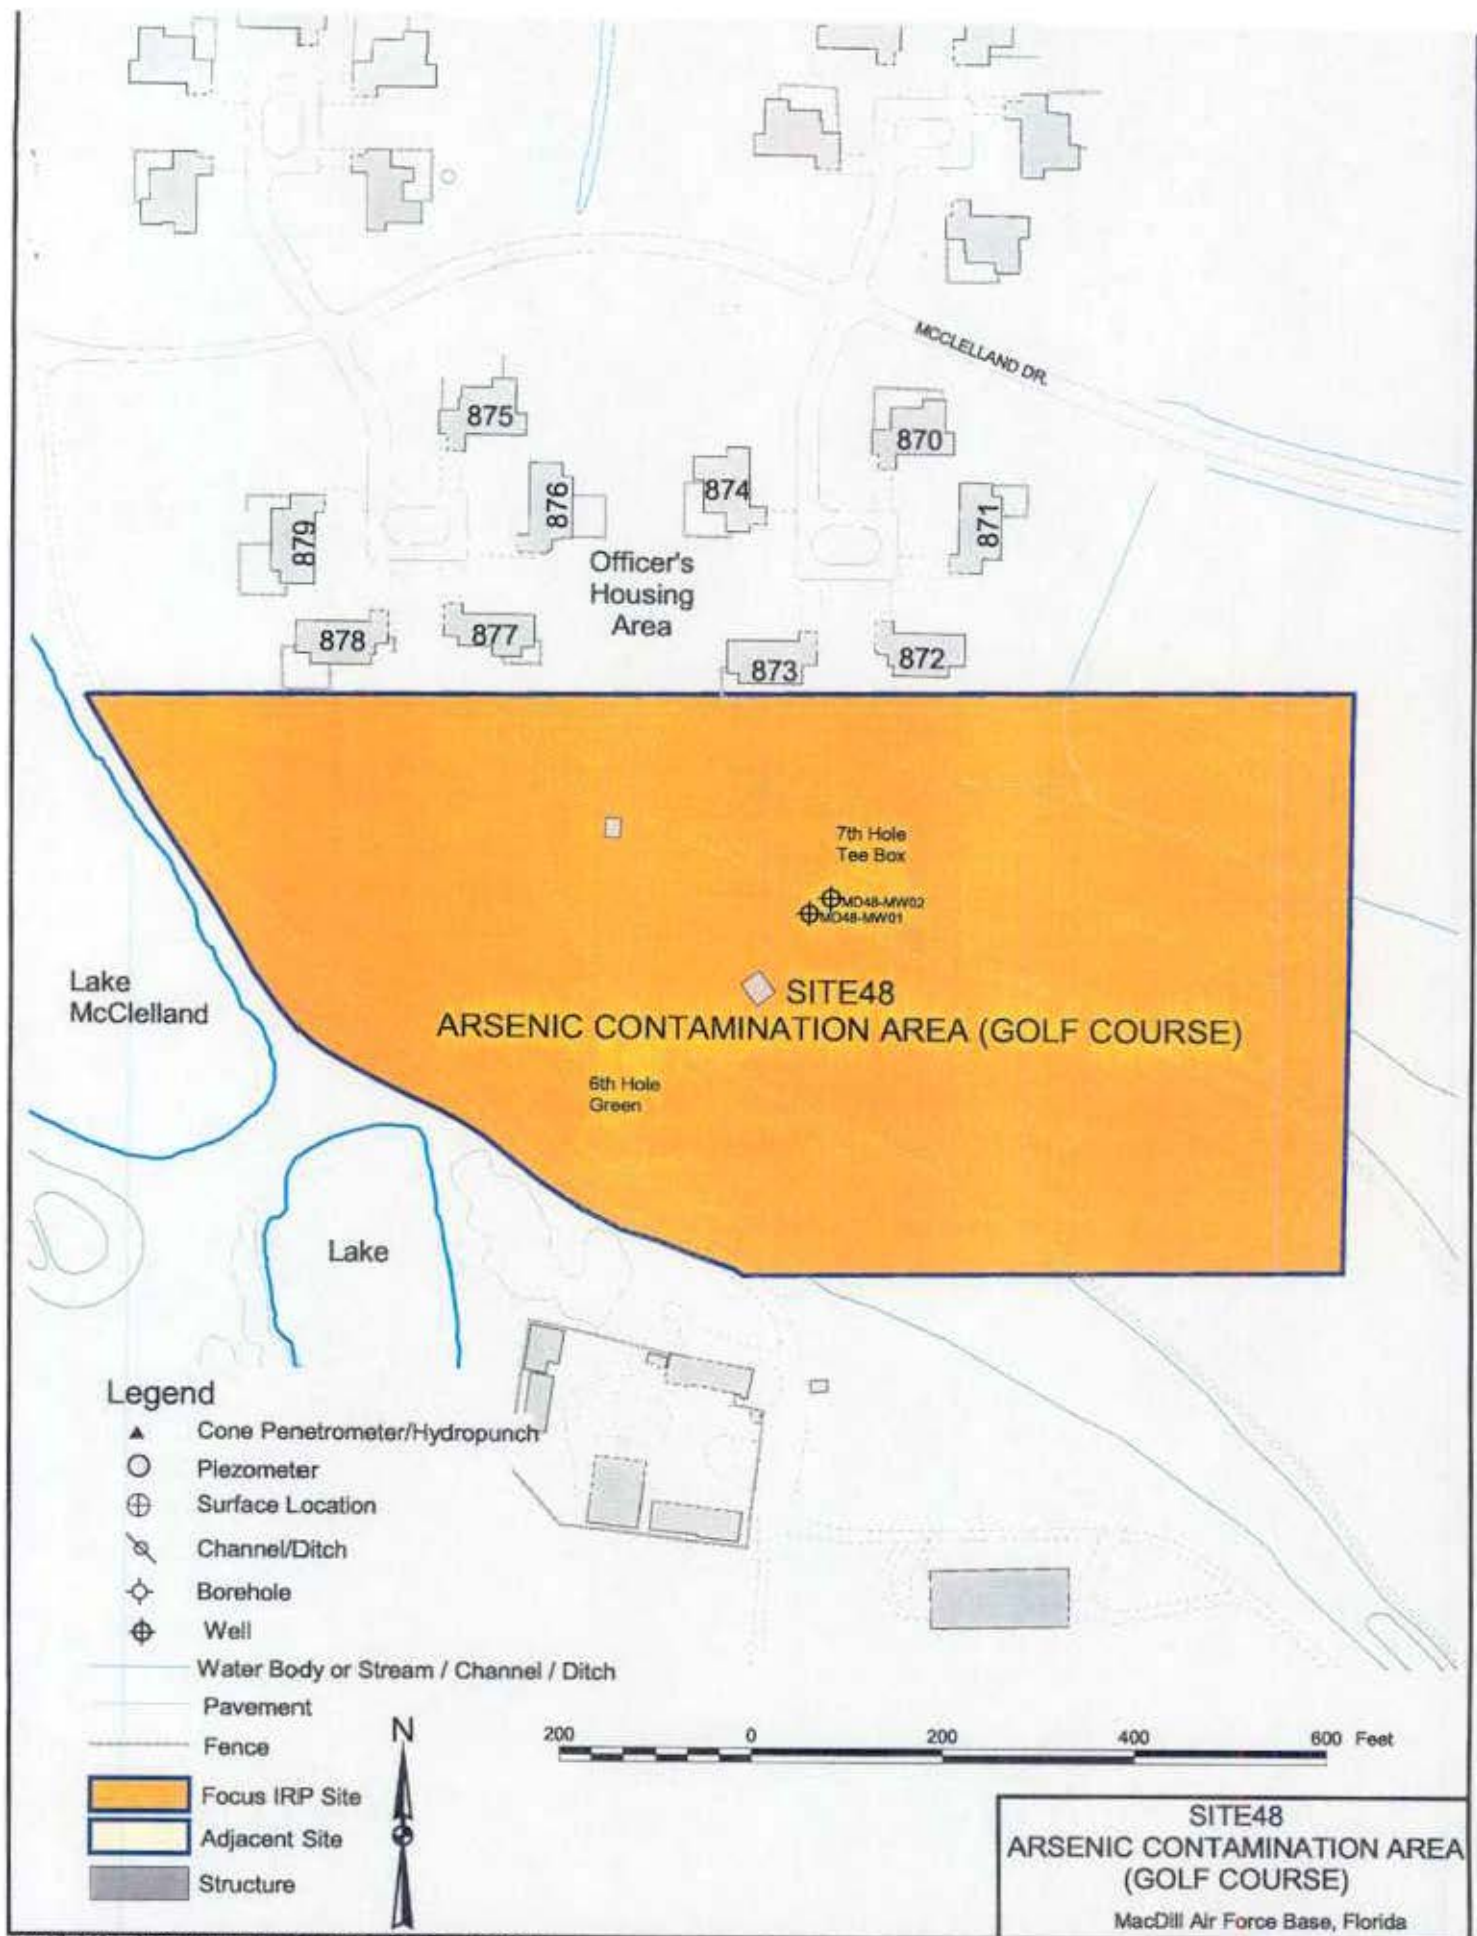 MCCLELLAND DR.
875
870
876
874
871
879
Officer's
Housing
Area
878
877
873
872
7th Hole
Tee Box
MD48-MW02
MD48-MW01
Lake
McClelland
SITE48
ARSENIC CONTAMINATION AREA (GOLF COURSE)
6th Hole
Green
Lake
Legend
Cone Penetrometer/Hydropunch
Piezometer
Surface Location
Channel/Ditch
Borehole
Well
Water Body or Stream / Channel / Ditch
Pavement
Fence
Focus IRP Site
Adjacent Site
Structure
N
200 0 200 400 600 Feet
SITE48
ARSENIC CONTAMINATION AREA
(GOLF COURSE)
MacDill Air Force Base, Florida